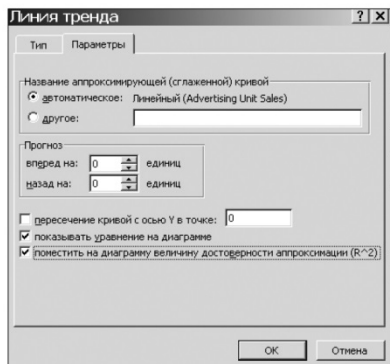 Линия тренда
Тип Параметры
Название аппроксимирующей (сглаженной) кривой
автоматическое: Линейный (Advertising Unit Sales)
другое:
Прогноз
вперед на: 0 единиц
назад на: 0 единиц
пересечение кривой с осью Y в точке: 0
показывать уравнение на диаграмме
поместить на диаграмму величину достоверности аппроксимации (R^2)
OK Отмена